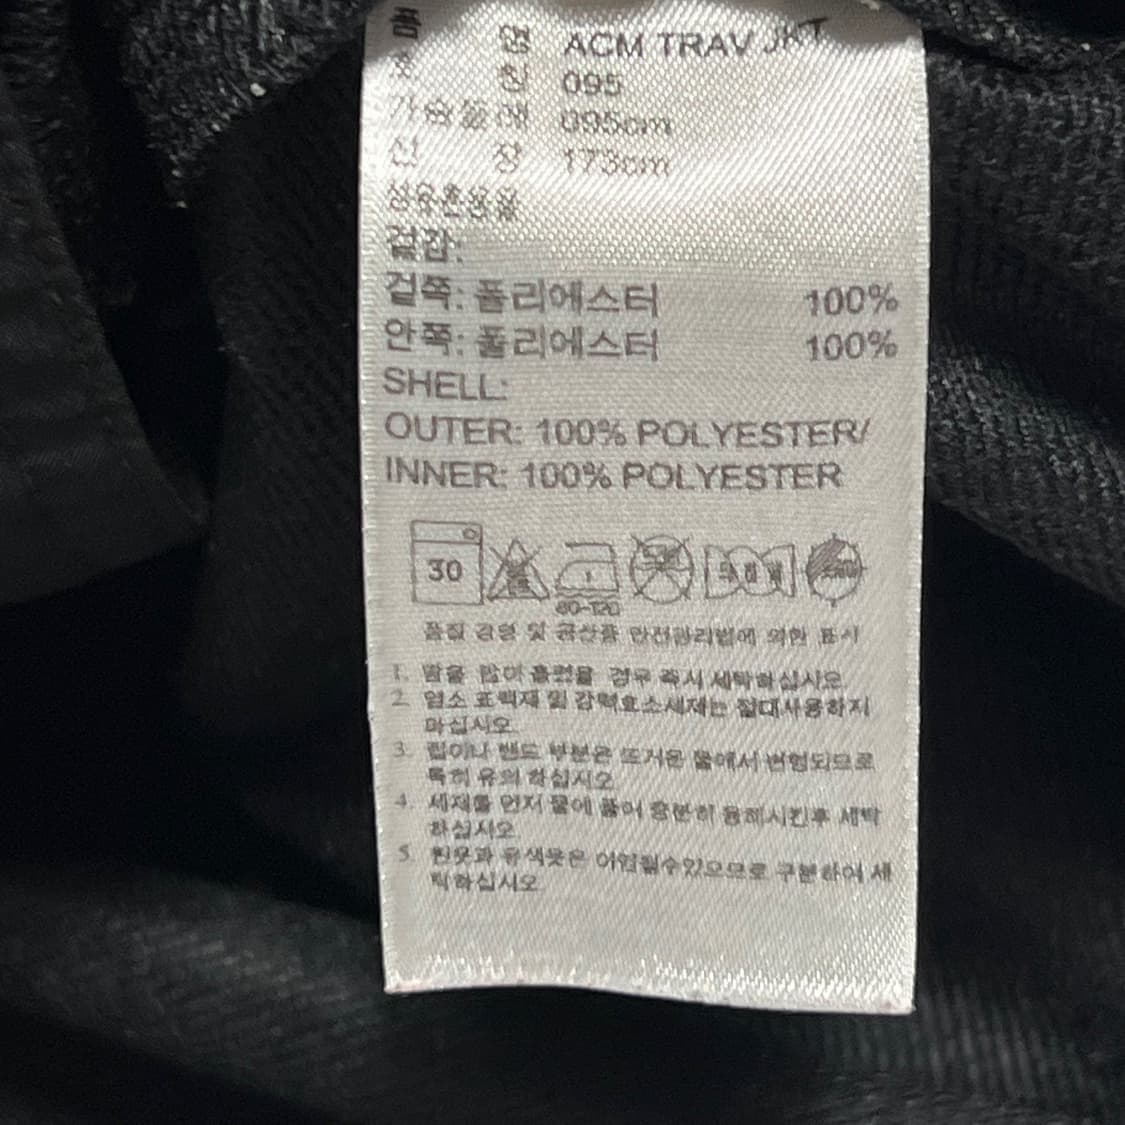 품 명 ACM TRAV JKT
호 칭 095
가슴둘레 095cm
신 장 173cm
섬유혼용율
겉감:
겉쪽: 폴리에스터 100%
안쪽: 폴리에스터 100%
SHELL:
OUTER: 100% POLYESTER/
INNER: 100% POLYESTER
30
80-120
품질 경영 및 공산품 안전관리법에 의한 표시
1. 땀을 많이 흘렸을 경우 즉시 세탁하십시오.
2. 염소 표백제 및 강력효소세제는 절대사용하지
마십시오.
3. 립이나 밴드 부분은 뜨거운 물에서 변형되므로
특히 유의 하십시오.
4. 세제를 먼저 물에 풀어 충분히 용해시킨후 세탁
하십시오.
5. 흰옷과 유색옷은 이염될수있으므로 구분하여 세
탁하십시오.